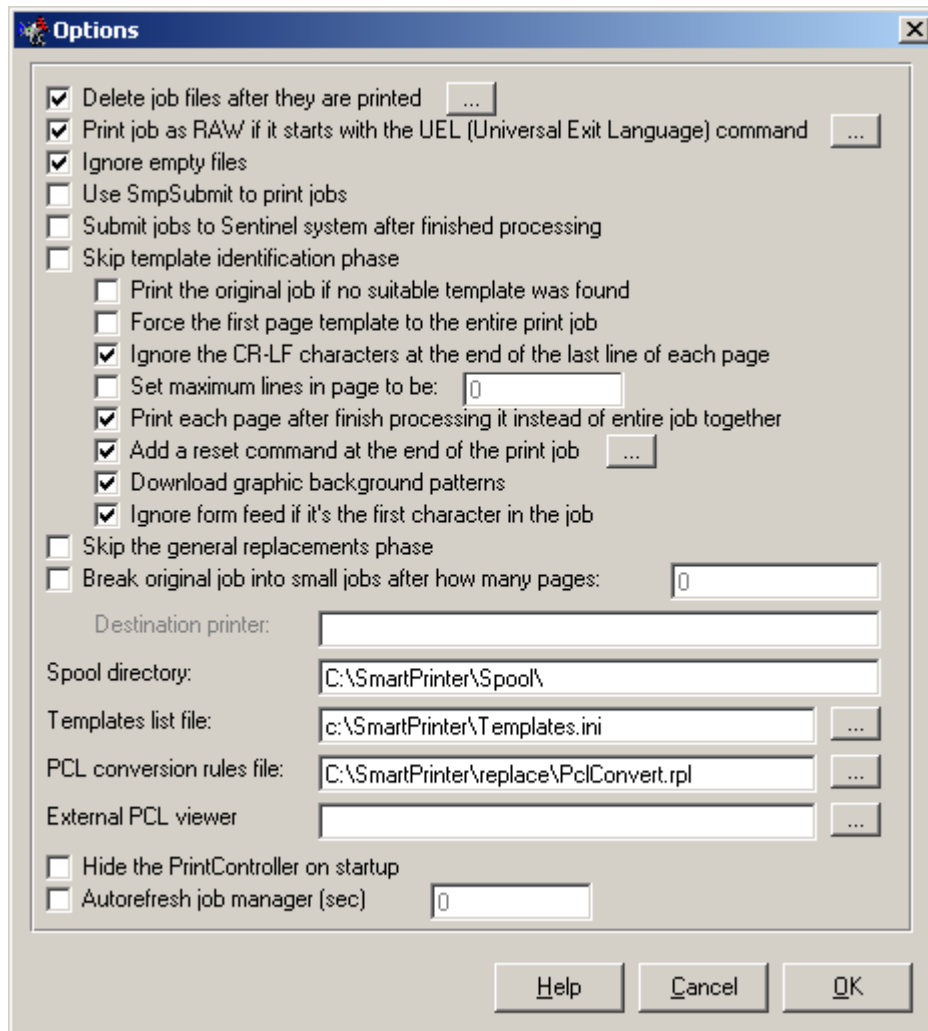 Options
Delete job files after they are printed ...
Print job as RAW if it starts with the UEL (Universal Exit Language) command ...
Ignore empty files
Use SmpSubmit to print jobs
Submit jobs to Sentinel system after finished processing
Skip template identification phase
Print the original job if no suitable template was found
Force the first page template to the entire print job
Ignore the CR-LF characters at the end of the last line of each page
Set maximum lines in page to be: 0
Print each page after finish processing it instead of entire job together
Add a reset command at the end of the print job ...
Download graphic background patterns
Ignore form feed if it's the first character in the job
Skip the general replacements phase
Break original job into small jobs after how many pages: 0
Destination printer:
Spool directory: C:\SmartPrinter\Spool\
Templates list file: c:\SmartPrinter\Templates.ini ...
PCL conversion rules file: C:\SmartPrinter\replace\PclConvert.rpl ...
External PCL viewer ...
Hide the PrintController on startup
Autorefresh job manager (sec) 0
Help Cancel OK